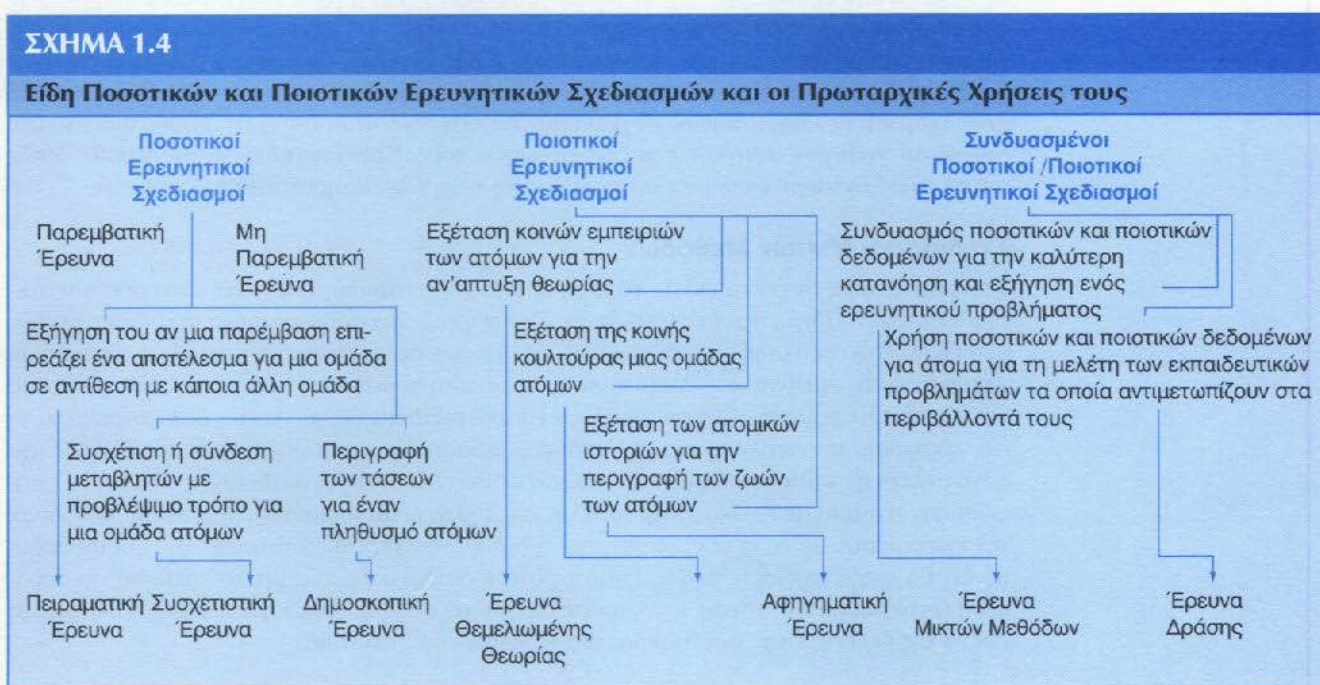 ΣΧΗΜΑ 1.4
Είδη Ποσοτικών και Ποιοτικών Ερευνητικών Σχεδιασμών και οι Πρωταρχικές Χρήσεις τους
Ποσοτικοί
Ερευνητικοί
Σχεδιασμοί
Παρεμβατική
Έρευνα
Μη
Παρεμβατική
Έρευνα
Εξήγηση του αν μια παρέμβαση επι-
ρεάζει ένα αποτέλεσμα για μια ομάδα
σε αντίθεση με κάποια άλλη ομάδα
Συσχέτιση ή σύνδεση
μεταβλητών με
προβλέψιμο τρόπο για
μια ομάδα ατόμων
Περιγραφή
των τάσεων
για έναν
πληθυσμό ατόμων
Πειραματική
Έρευνα
Συσχετιστική
Έρευνα
Δημοσκοπική
Έρευνα
Ποιοτικοί
Ερευνητικοί
Σχεδιασμοί
Εξέταση κοινών εμπειριών
των ατόμων για την
αν'απτυξη θεωρίας
Εξέταση της κοινής
κουλτούρας μιας ομάδας
ατόμων
Εξέταση των ατομικών
ιστοριών για την
περιγραφή των ζωών
των ατόμων
Έρευνα
Θεμελιωμένης
Θεωρίας
Αφηγηματική
Έρευνα
Συνδυασμένοι
Ποσοτικοί /Ποιοτικοί
Ερευνητικοί Σχεδιασμοί
Συνδυασμός ποσοτικών και ποιοτικών
δεδομένων για την καλύτερη
κατανόηση και εξήγηση ενός
ερευνητικού προβλήματος
Χρήση ποσοτικών και ποιοτικών δεδομένων
για άτομα για τη μελέτη των εκπαιδευτικών
προβλημάτων τα οποία αντιμετωπίζουν στα
περιβάλλοντά τους
Έρευνα
Μικτών Μεθόδων
Έρευνα
Δράσης